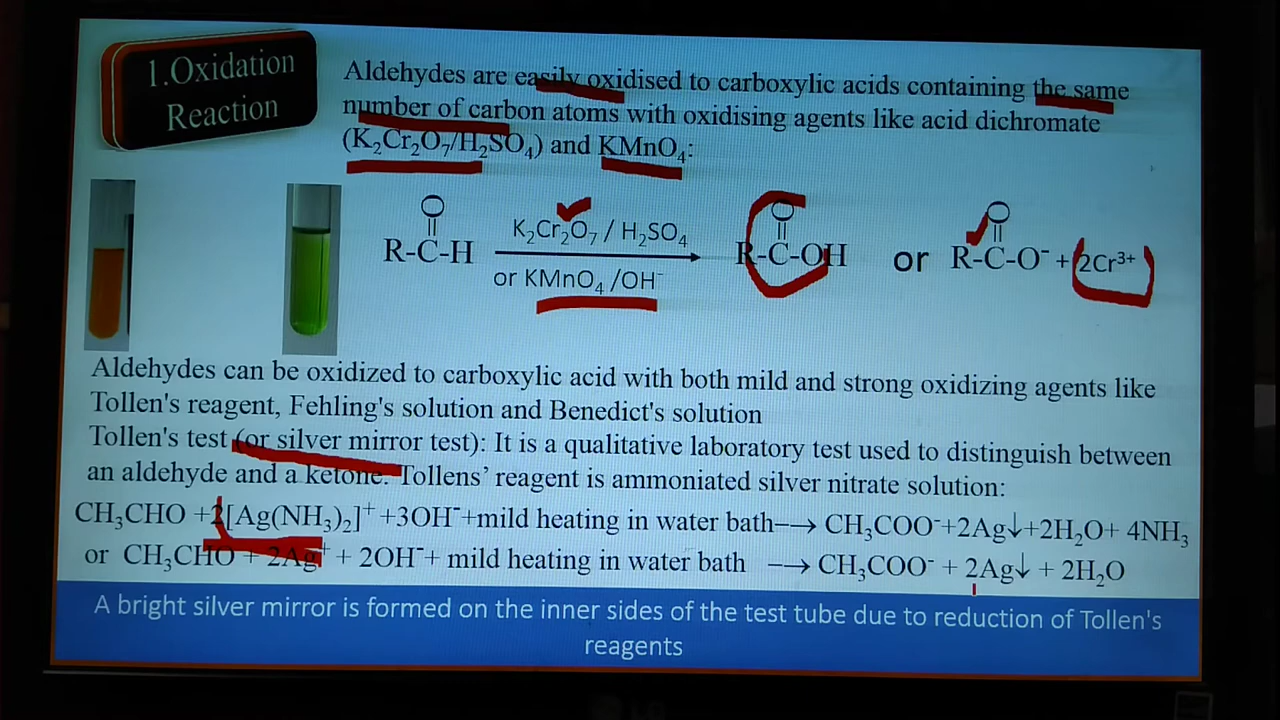 1.Oxidation
Reaction
Aldehydes are easily oxidised to carboxylic acids containing the same
number of carbon atoms with oxidising agents like acid dichromate
(K₂Cr₂O₇/H₂SO₄) and KMnO₄:
O
||
R-C-H
K₂Cr₂O₇ / H₂SO₄
or KMnO₄ /OH⁻
O
||
R-C-OH
or
O
||
R-C-O⁻ + 2Cr³⁺
Aldehydes can be oxidized to carboxylic acid with both mild and strong oxidizing agents like
Tollen's reagent, Fehling's solution and Benedict's solution
Tollen's test (or silver mirror test): It is a qualitative laboratory test used to distinguish between
an aldehyde and a ketone. Tollens’ reagent is ammoniated silver nitrate solution:
CH₃CHO +2[Ag(NH₃)₂]⁺ +3OH⁻+mild heating in water bath–→ CH₃COO⁻+2Ag↓+2H₂O+ 4NH₃
or CH₃CHO + 2Ag⁺ + 2OH⁻+ mild heating in water bath –→ CH₃COO⁻ + 2Ag↓ + 2H₂O
A bright silver mirror is formed on the inner sides of the test tube due to reduction of Tollen's
reagents